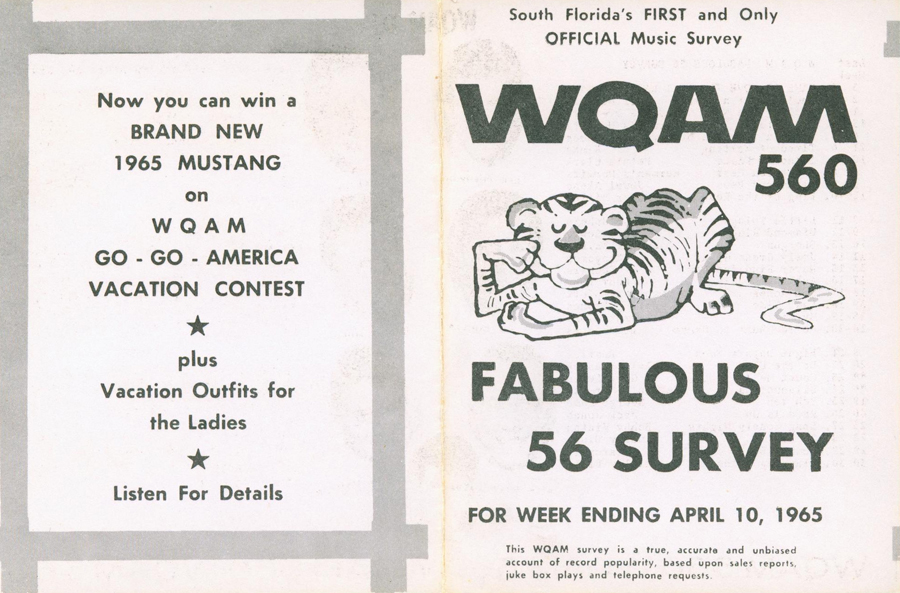 Now you can win a
BRAND NEW
1965 MUSTANG
on
WQAM
GO - GO - AMERICA
VACATION CONTEST
★
plus
Vacation Outfits for
the Ladies
★
Listen For Details
South Florida's FIRST and Only
OFFICIAL Music Survey
WQAM
560
FABULOUS
56 SURVEY
FOR WEEK ENDING APRIL 10, 1965
This WQAM survey is a true, accurate and unbiased
account of record popularity, based upon sales reports,
juke box plays and telephone requests.